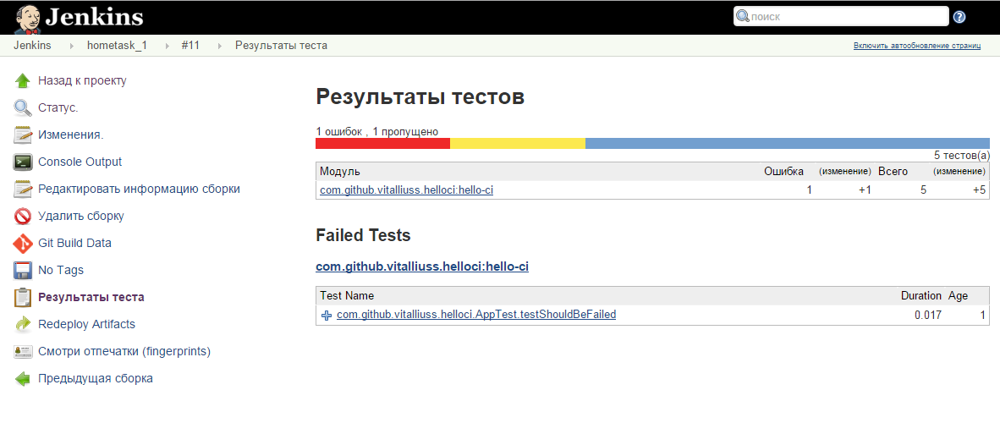 Jenkins
поиск
Jenkins hometask_1 #11 Результаты теста
Включить автообновление страниц
Назад к проекту
Статус.
Изменения.
Console Output
Редактировать информацию сборки
Удалить сборку
Git Build Data
No Tags
Результаты теста
Redeploy Artifacts
Смотри отпечатки (fingerprints)
Предыдущая сборка
Результаты тестов
1 ошибок , 1 пропущено
5 тестов(а)
Модуль Ошибка (изменение) Всего (изменение)
com.github.vitalliuss.helloci:hello-ci 1 +1 5 +5
Failed Tests
com.github.vitalliuss.helloci:hello-ci
Test Name Duration Age
com.github.vitalliuss.helloci.AppTest.testShouldBeFailed 0.017 1